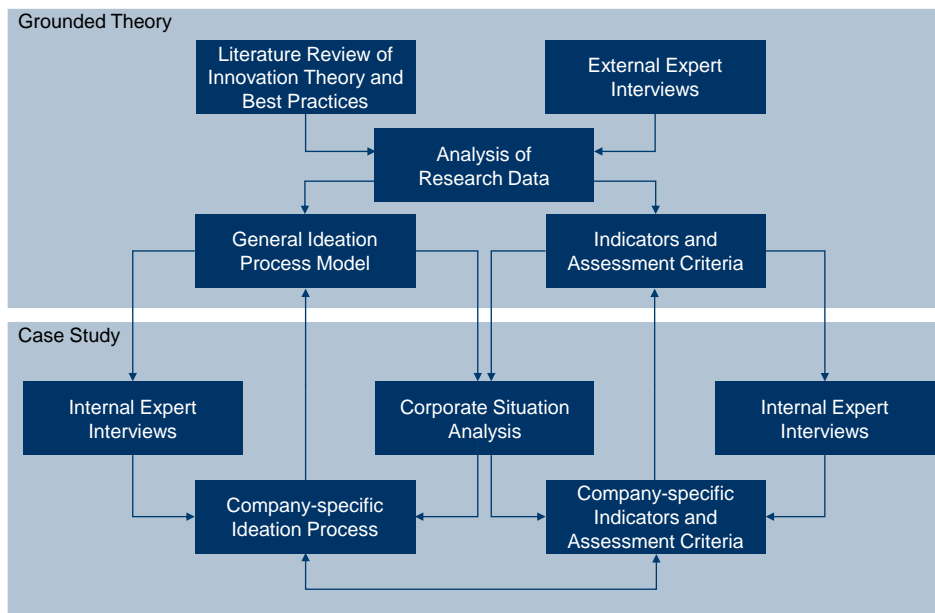 Grounded Theory
Literature Review of
Innovation Theory and
Best Practices
External Expert
Interviews
Analysis of
Research Data
General Ideation
Process Model
Indicators and
Assessment Criteria
Case Study
Internal Expert
Interviews
Corporate Situation
Analysis
Internal Expert
Interviews
Company-specific
Ideation Process
Company-specific
Indicators and
Assessment Criteria